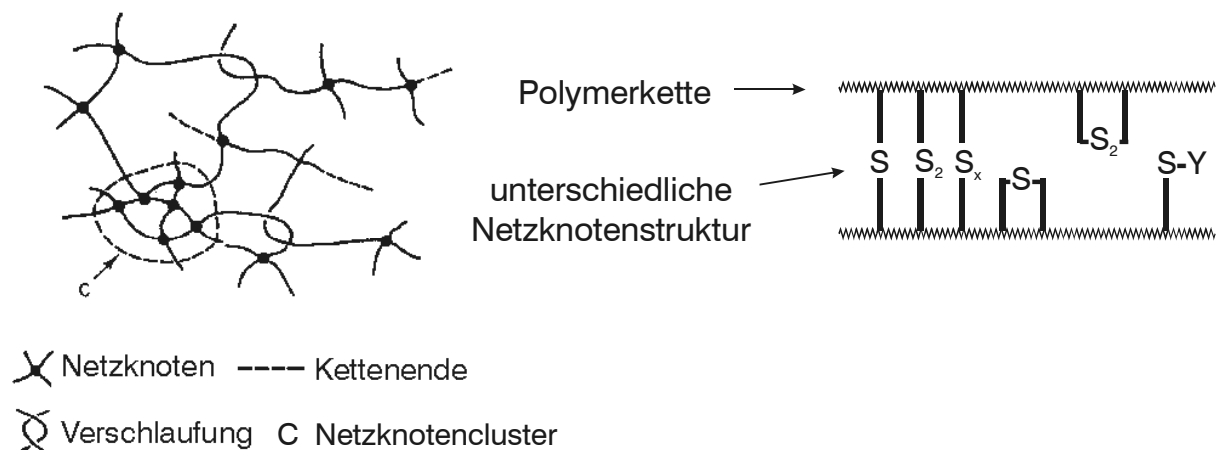 Polymerkette
S S₂ Sₓ S S₂ S-Y
unterschiedliche
Netzknotenstruktur
C
Netzknoten Kettenende
Verschlaufung C Netzknotencluster